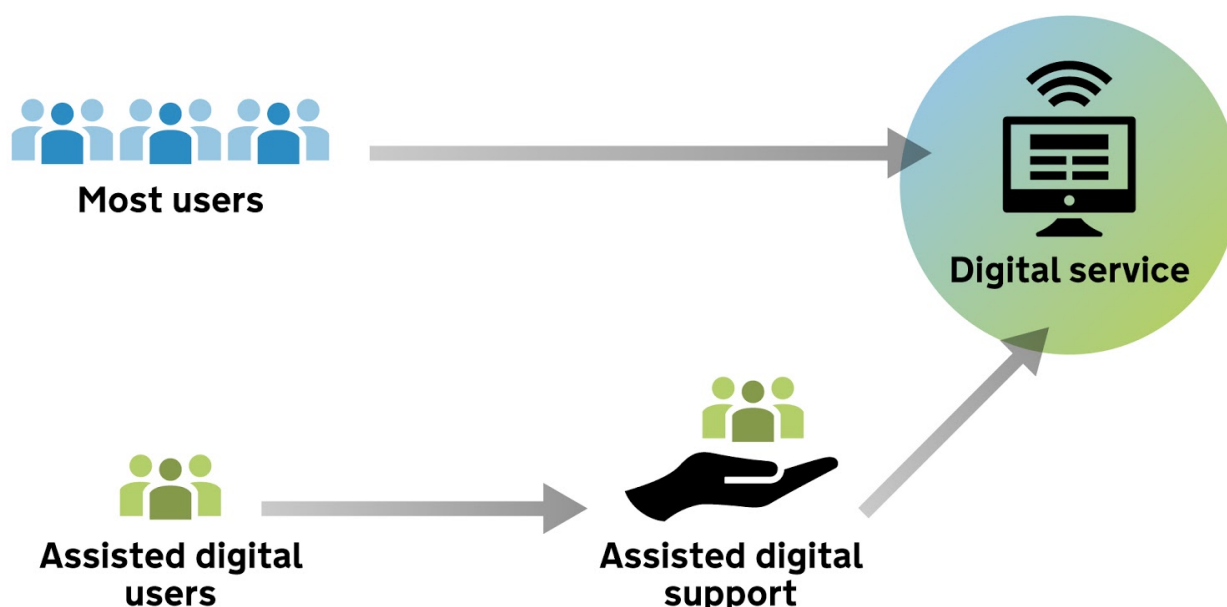 Most users
Digital service
Assisted digital
users
Assisted digital
support